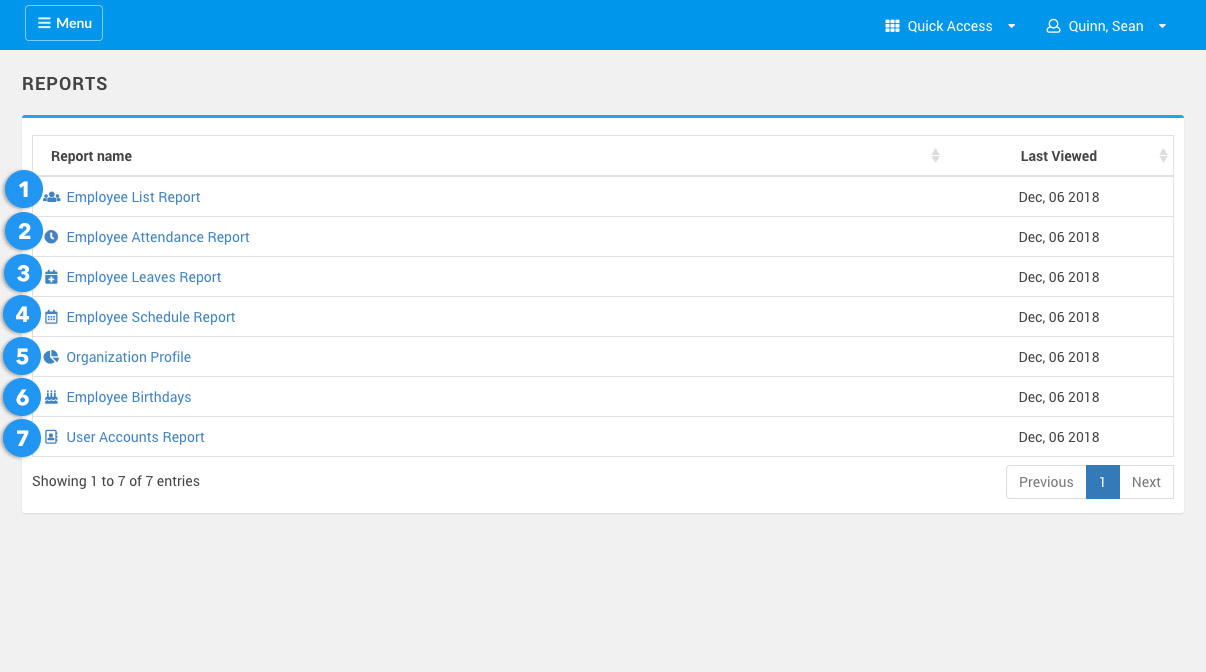 Menu
Quick Access
Quinn, Sean
REPORTS
Report name Last Viewed
1 Employee List Report Dec, 06 2018
2 Employee Attendance Report Dec, 06 2018
3 Employee Leaves Report Dec, 06 2018
4 Employee Schedule Report Dec, 06 2018
5 Organization Profile Dec, 06 2018
6 Employee Birthdays Dec, 06 2018
7 User Accounts Report Dec, 06 2018
Showing 1 to 7 of 7 entries Previous 1 Next